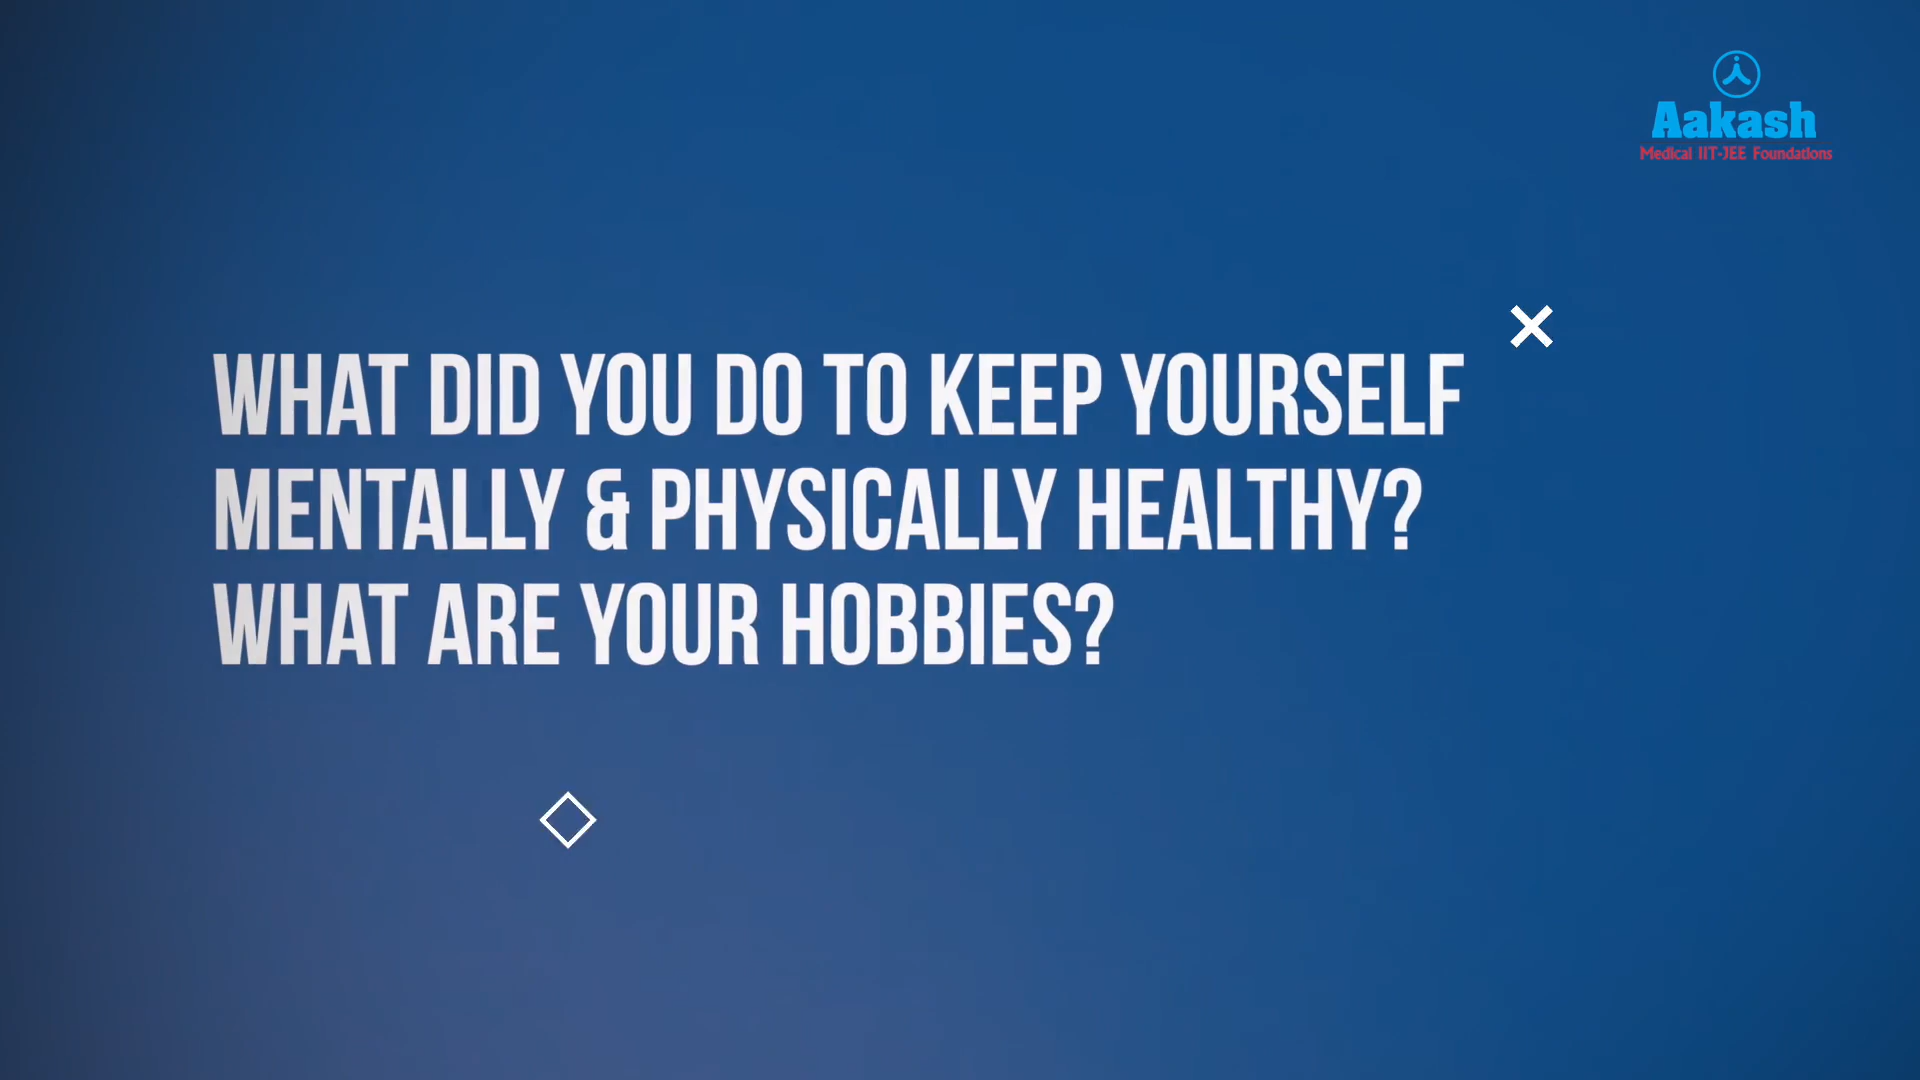 Aakash
Medical IIT-JEE Foundations
WHAT DID YOU DO TO KEEP YOURSELF
MENTALLY & PHYSICALLY HEALTHY?
WHAT ARE YOUR HOBBIES?